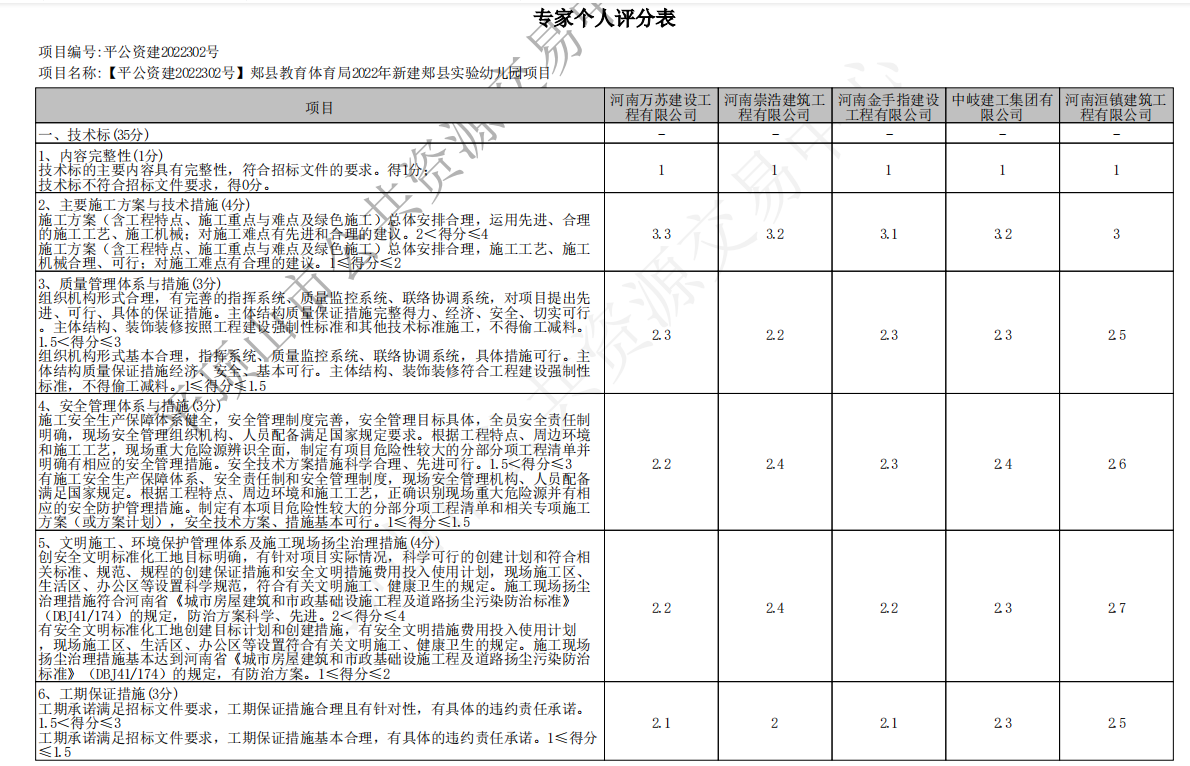 专家个人评分表
项目编号:平公资建2022302号
项目名称:【平公资建2022302号】郏县教育体育局2022年新建郏县实验幼儿园项目
项目
河南万苏建设工
程有限公司
河南崇浩建筑工
程有限公司
河南金手指建设
工程有限公司
中岐建工集团有
限公司
河南洹镇建筑工
程有限公司
一、技术标(35分)
-
-
-
-
-
1、内容完整性(1分)
技术标的主要内容具有完整性，符合招标文件的要求。得1分；
技术标不符合招标文件要求，得0分。
1
1
1
1
1
2、主要施工方案与技术措施(4分)
施工方案（含工程特点、施工重点与难点及绿色施工）总体安排合理，运用先进、合理
的施工工艺、施工机械；对施工难点有先进和合理的建议。2＜得分≤4
施工方案（含工程特点、施工重点与难点及绿色施工）总体安排合理，施工工艺、施工
机械合理、可行；对施工难点有合理的建议。1≤得分≤2
3.3
3.2
3.1
3.2
3
3、质量管理体系与措施(3分)
组织机构形式合理，有完善的指挥系统、质量监控系统、联络协调系统，对项目提出先
进、可行、具体的保证措施。主体结构质量保证措施完整得力、经济、安全、切实可行
。主体结构、装饰装修按照工程建设强制性标准和其他技术标准施工，不得偷工减料。
1.5＜得分≤3
组织机构形式基本合理，指挥系统、质量监控系统、联络协调系统，具体措施可行。主
体结构质量保证措施经济、安全、基本可行。主体结构、装饰装修符合工程建设强制性
标准，不得偷工减料。1≤得分≤1.5
2.3
2.2
2.3
2.3
2.5
4、安全管理体系与措施(3分)
施工安全生产保障体系健全，安全管理制度完善，安全管理目标具体，全员安全责任制
明确，现场安全管理组织机构、人员配备满足国家规定要求。根据工程特点、周边环境
和施工工艺，现场重大危险源辨识全面，制定有项目危险性较大的分部分项工程清单并
明确有相应的安全管理措施。安全技术方案措施科学合理、先进可行。1.5＜得分≤3
有施工安全生产保障体系、安全责任制和安全管理制度，现场安全管理机构、人员配备
满足国家规定。根据工程特点、周边环境和施工工艺，正确识别现场重大危险源并有相
应的安全防护管理措施。制定有本项目危险性较大的分部分项工程清单和相关专项施工
方案（或方案计划），安全技术方案、措施基本可行。1≤得分≤1.5
2.2
2.4
2.3
2.4
2.6
5、文明施工、环境保护管理体系及施工现场扬尘治理措施(4分)
创安全文明标准化工地目标明确，有针对项目实际情况，科学可行的创建计划和符合相
关标准、规范、规程的创建保证措施和安全文明措施费用投入使用计划，现场施工区、
生活区、办公区等设置科学规范，符合有关文明施工、健康卫生的规定。施工现场扬尘
治理措施符合河南省《城市房屋建筑和市政基础设施工程及道路扬尘污染防治标准》
（DBJ41/174）的规定，防治方案科学、先进。2＜得分≤4
有安全文明标准化工地创建目标计划和创建措施，有安全文明措施费用投入使用计划
，现场施工区、生活区、办公区等设置符合有关文明施工、健康卫生的规定。施工现场
扬尘治理措施基本达到河南省《城市房屋建筑和市政基础设施工程及道路扬尘污染防治
标准》（DBJ41/174）的规定，有防治方案。1≤得分≤2
2.2
2.4
2.2
2.3
2.7
6、工期保证措施(3分)
工期承诺满足招标文件要求，工期保证措施合理且有针对性，有具体的违约责任承诺。
1.5＜得分≤3
工期承诺满足招标文件要求，工期保证措施基本合理，有具体的违约责任承诺。1≤得分
≤1.5
2.1
2
2.1
2.3
2.5
平顶山市公共资源交易中
共资源交易中心